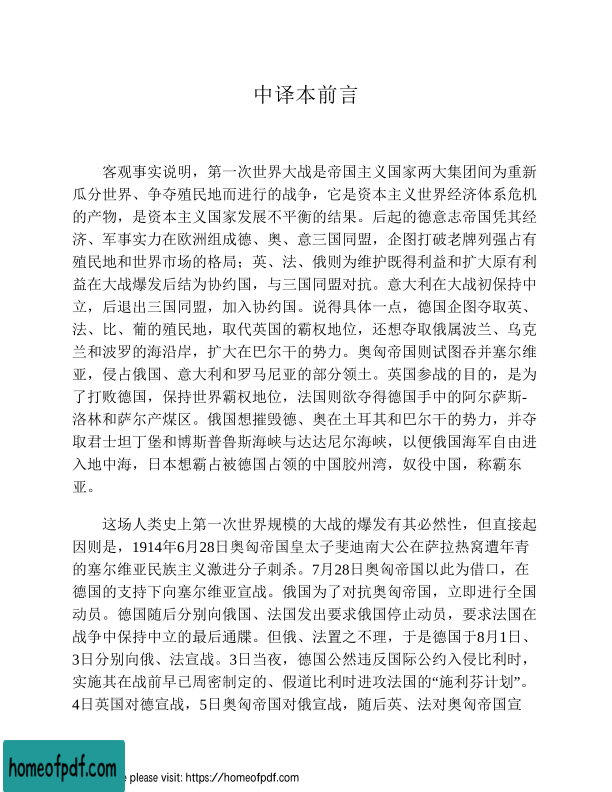 中译本前言
客观事实说明，第一次世界大战是帝国主义国家两大集团间为重新
瓜分世界、争夺殖民地而进行的战争，它是资本主义世界经济体系危机
的产物，是资本主义国家发展不平衡的结果。后起的德意志帝国凭其经
济、军事实力在欧洲组成德、奥、意三国同盟，企图打破老牌列强占有
殖民地和世界市场的格局；英、法、俄则为维护既得利益和扩大原有利
益在大战爆发后结为协约国，与三国同盟对抗。意大利在大战初保持中
立，后退出三国同盟，加入协约国。说得具体一点，德国企图夺取英、
法、比、葡的殖民地，取代英国的霸权地位，还想夺取俄属波兰、乌克
兰和波罗的海沿岸，扩大在巴尔干的势力。奥匈帝国则试图吞并塞尔维
亚，侵占俄国、意大利和罗马尼亚的部分领土。英国参战的目的，是为
了打败德国，保持世界霸权地位，法国则欲夺得德国手中的阿尔萨斯-
洛林和萨尔产煤区。俄国想摧毁德、奥在土耳其和巴尔干的势力，并夺
取君士坦丁堡和博斯普鲁斯海峡与达达尼尔海峡，以便俄国海军自由进
入地中海，日本想霸占被德国占领的中国胶州湾，奴役中国，称霸东
亚。
这场人类史上第一次世界规模的大战的爆发有其必然性，但直接起
因则是，1914年6月28日奥匈帝国皇太子斐迪南大公在萨拉热窝遭年青
的塞尔维亚民族主义激进分子刺杀。7月28日奥匈帝国以此为借口，在
德国的支持下向塞尔维亚宣战。俄国为了对抗奥匈帝国，立即进行全国
动员。德国随后分别向俄国、法国发出要求俄国停止动员，要求法国在
战争中保持中立的最后通牒。但俄、法置之不理，于是德国于8月1日、
3日分别向俄、法宣战。3日当夜，德国公然违反国际公约入侵比利时，
实施其在战前早已周密制定的、假道比利时进攻法国的“施利芬计划”。
4日英国对德宣战，5日奥匈帝国对俄宣战，随后英、法对奥匈帝国宣
homeofpdf.com
e please visit: https://homeofpdf.com